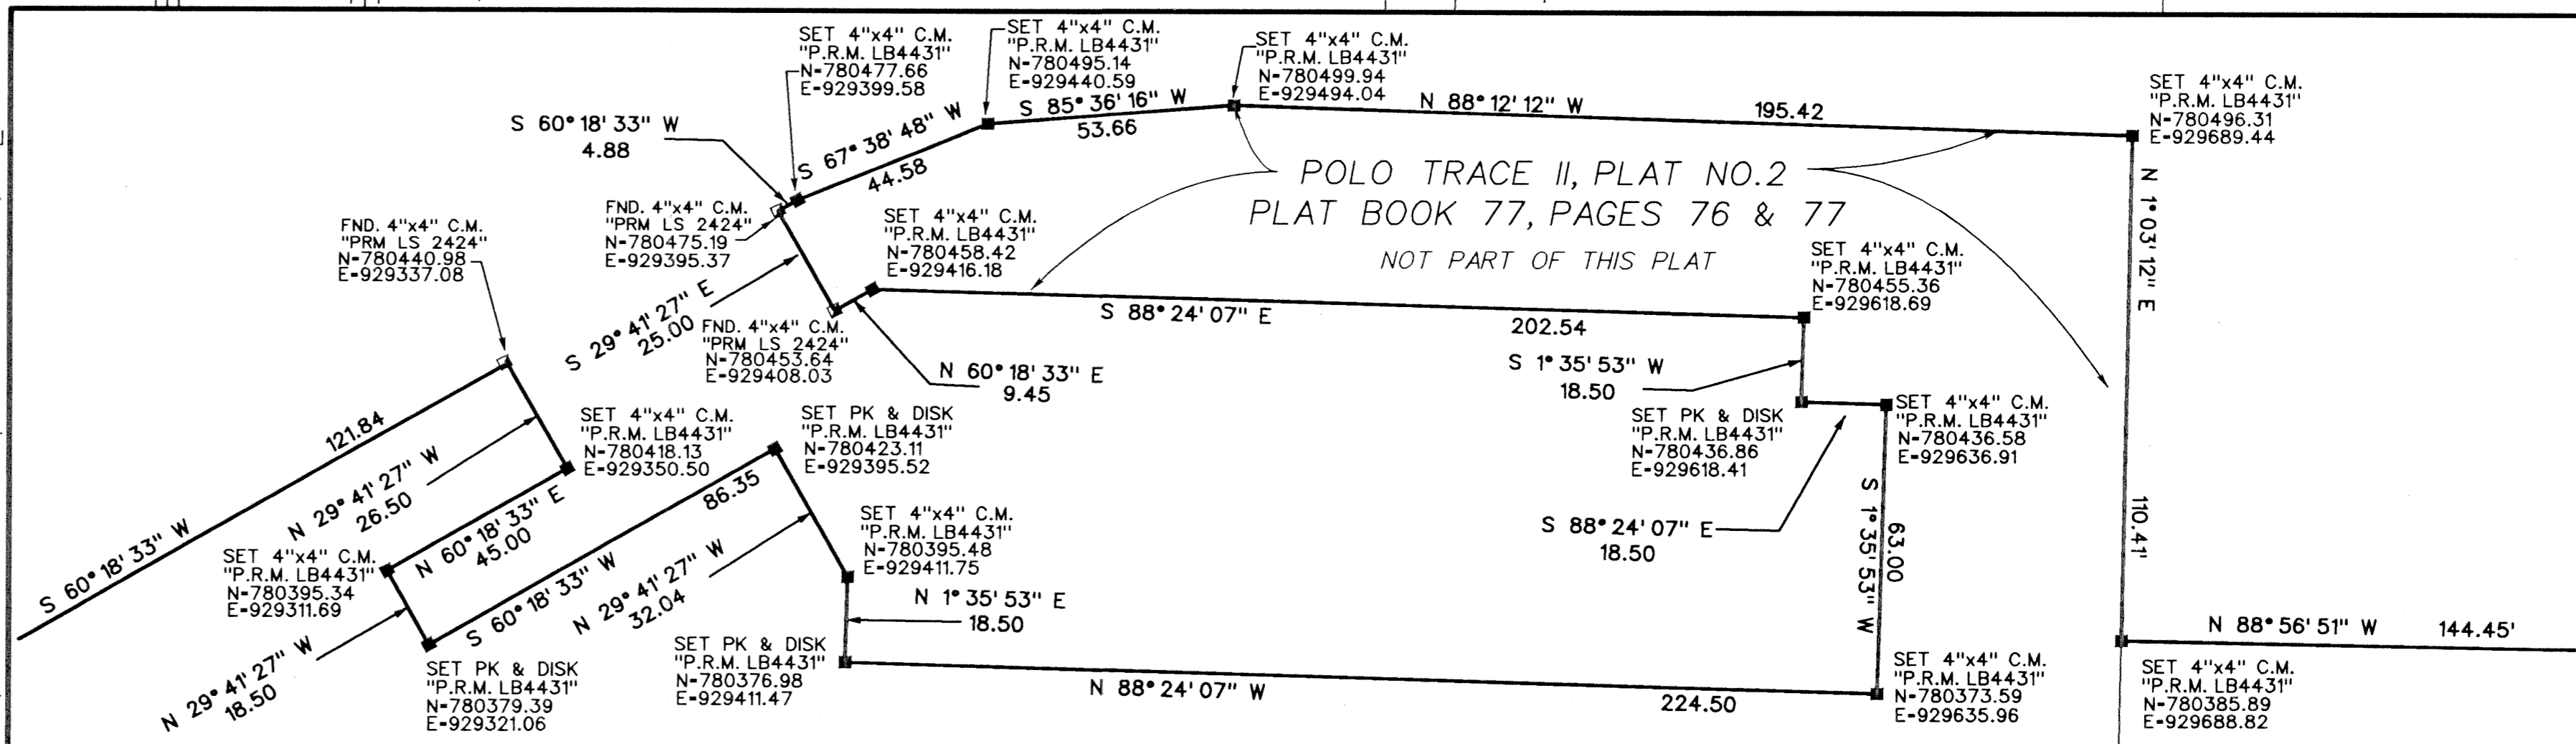 SET 4"x4" C.M.
"P.R.M. LB4431"
N-780477.66
E-929399.58
SET 4"x4" C.M.
"P.R.M. LB4431"
N-780495.14
E-929440.59
SET 4"x4" C.M.
"P.R.M. LB4431"
N-780499.94
E-929494.04
SET 4"x4" C.M.
"P.R.M. LB4431"
N-780496.31
E-929689.44
S 60° 18' 33" W
4.88
S 67° 38' 48" W
44.58
S 85° 36' 16" W
53.66
N 88° 12' 12" W 195.42
POLO TRACE II, PLAT NO.2
PLAT BOOK 77, PAGES 76 & 77
NOT PART OF THIS PLAT
N 1° 03' 12" E
110.41'
FND. 4"x4" C.M.
"PRM LS 2424"
N-780440.98
E-929337.08
FND. 4"x4" C.M.
"PRM LS 2424"
N-780475.19
E-929395.37
SET 4"x4" C.M.
"P.R.M. LB4431"
N-780458.42
E-929416.18
SET 4"x4" C.M.
"P.R.M. LB4431"
N-780455.36
E-929618.69
S 29° 41' 27" E
25.00
FND. 4"x4" C.M.
"PRM LS 2424"
N-780453.64
E-929408.03
S 88° 24' 07" E 202.54
N 60° 18' 33" E
9.45
S 1° 35' 53" W
18.50
SET PK & DISK
"P.R.M. LB4431"
N-780436.86
E-929618.41
SET 4"x4" C.M.
"P.R.M. LB4431"
N-780436.58
E-929636.91
S 60° 18' 33" W
121.84
N 29° 41' 27" W
26.50
SET 4"x4" C.M.
"P.R.M. LB4431"
N-780418.13
E-929350.50
SET PK & DISK
"P.R.M. LB4431"
N-780423.11
E-929395.52
S 88° 24' 07" E
18.50
S 1° 35' 53" W
63.00
SET 4"x4" C.M.
"P.R.M. LB4431"
N-780395.34
E-929311.69
N 60° 18' 33" E
45.00
S 60° 18' 33" W
86.35
N 29° 41' 27" W
32.04
SET 4"x4" C.M.
"P.R.M. LB4431"
N-780395.48
E-929411.75
N 1° 35' 53" E
18.50
N 29° 41' 27" W
18.50
SET PK & DISK
"P.R.M. LB4431"
N-780379.39
E-929321.06
SET PK & DISK
"P.R.M. LB4431"
N-780376.98
E-929411.47
N 88° 24' 07" W 224.50
SET 4"x4" C.M.
"P.R.M. LB4431"
N-780373.59
E-929635.96
N 88° 56' 51" W 144.45'
SET 4"x4" C.M.
"P.R.M. LB4431"
N-780385.89
E-929688.82